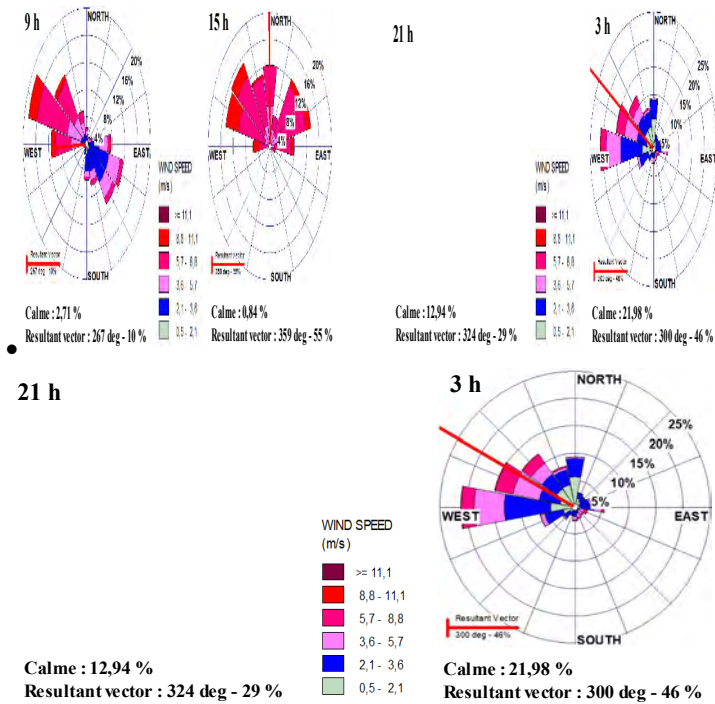 9 h
NORTH
20%
16%
12%
8%
4%
WEST
EAST
SOUTH
Resultant Vector
267 deg - 10%
Calme : 2,71 %
Resultant vector : 267 deg - 10 %
WIND SPEED
(m/s)
>= 11,1
8,8 - 11,1
5,7 - 8,8
3,6 - 5,7
2,1 - 3,6
0,5 - 2,1
15 h
NORTH
20%
16%
12%
8%
4%
WEST
EAST
SOUTH
Resultant Vector
359 deg - 55%
Calme : 0,84 %
Resultant vector : 359 deg - 55 %
21 h
Calme : 12,94 %
Resultant vector : 324 deg - 29 %
WIND SPEED
(m/s)
>= 11,1
8,8 - 11,1
5,7 - 8,8
3,6 - 5,7
2,1 - 3,6
0,5 - 2,1
3 h
NORTH
25%
20%
15%
10%
5%
WEST
EAST
SOUTH
Resultant Vector
300 deg - 46%
Calme : 21,98 %
Resultant vector : 300 deg - 46 %
21 h
Calme : 12,94 %
Resultant vector : 324 deg - 29 %
WIND SPEED
(m/s)
>= 11,1
8,8 - 11,1
5,7 - 8,8
3,6 - 5,7
2,1 - 3,6
0,5 - 2,1
3 h
NORTH
25%
20%
15%
10%
5%
WEST
EAST
SOUTH
Resultant Vector
300 deg - 46%
Calme : 21,98 %
Resultant vector : 300 deg - 46 %